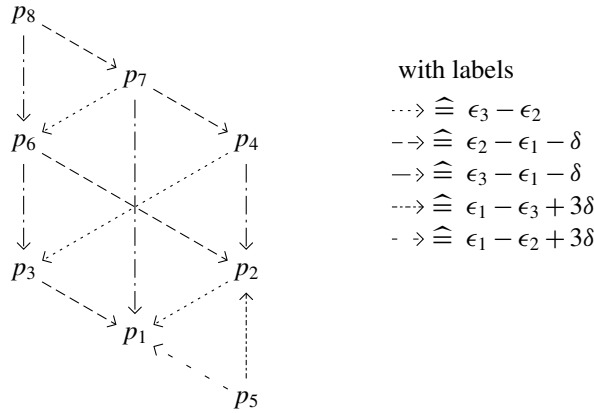 p₈
p₇
p₆ p₄
p₃ p₂
p₁
p₅
with labels
≙ ϵ₃ − ϵ₂
≙ ϵ₂ − ϵ₁ − δ
≙ ϵ₃ − ϵ₁ − δ
≙ ϵ₁ − ϵ₃ + 3δ
≙ ϵ₁ − ϵ₂ + 3δ